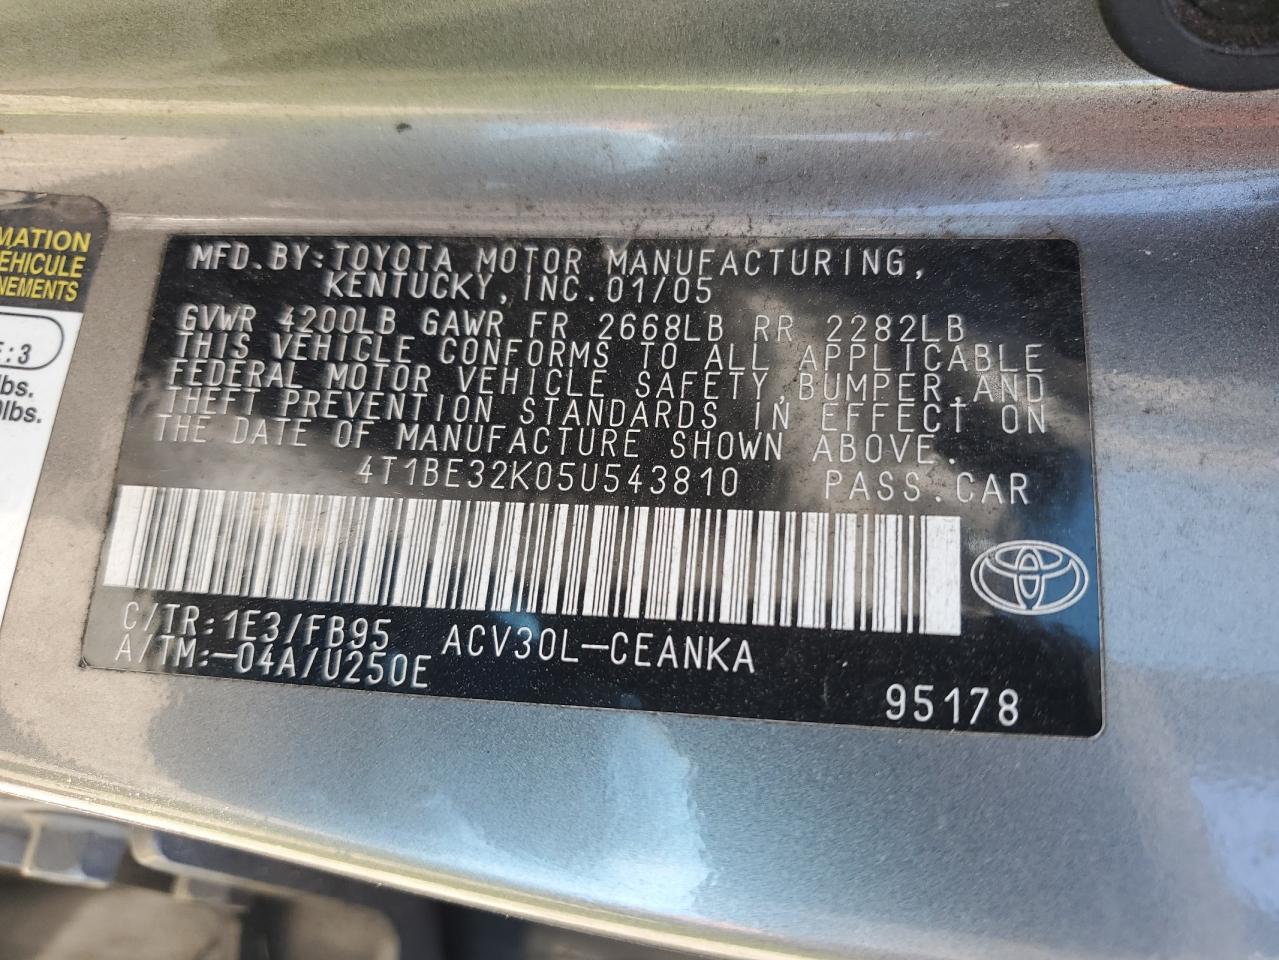 MATION
EHICULE
NEMENTS
E:3
lbs.
0lbs.
MFD.BY:TOYOTA MOTOR MANUFACTURING,
KENTUCKY,INC.01/05
GVWR 4200LB GAWR FR 2668LB RR 2282LB
THIS VEHICLE CONFORMS TO ALL APPLICABLE
FEDERAL MOTOR VEHICLE SAFETY,BUMPER,AND
THEFT PREVENTION STANDARDS IN EFFECT ON
THE DATE OF MANUFACTURE SHOWN ABOVE.
4T1BE32K05U543810 PASS.CAR
C/TR:1E3/FB95 ACV30L-CEANKA
A/TM:-04A/U250E
95178